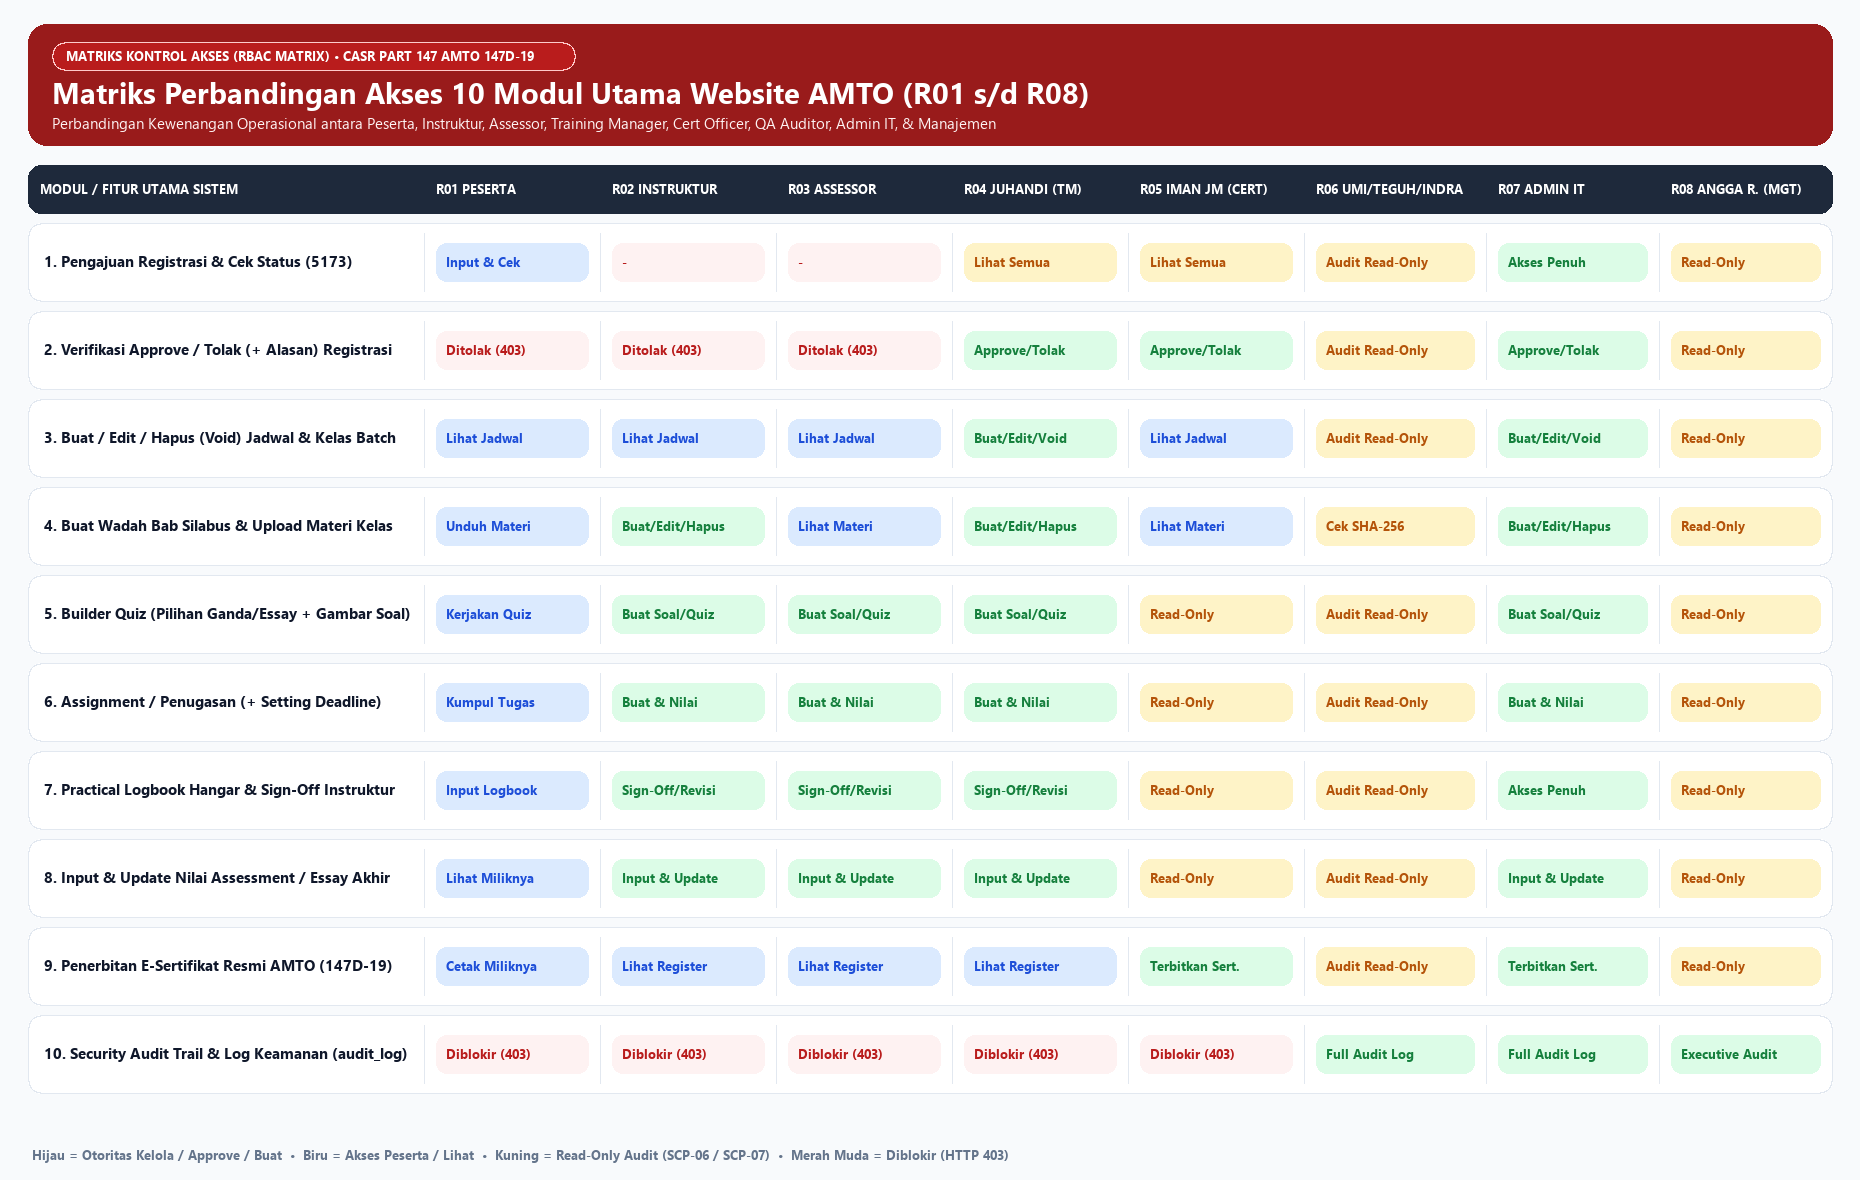 MATRIKS KONTROL AKSES (RBAC MATRIX) • CASR PART 147 AMTO 147D-19
Matriks Perbandingan Akses 10 Modul Utama Website AMTO (R01 s/d R08)
Perbandingan Kewenangan Operasional antara Peserta, Instruktur, Assessor, Training Manager, Cert Officer, QA Auditor, Admin IT, & Manajemen
MODUL / FITUR UTAMA SISTEM R01 PESERTA R02 INSTRUKTUR R03 ASSESSOR R04 JUHANDI (TM) R05 IMAN JM (CERT) R06 UMI/TEGUH/INDRA R07 ADMIN IT R08 ANGGA R. (MGT)
1. Pengajuan Registrasi & Cek Status (5173) Input & Cek - - Lihat Semua Lihat Semua Audit Read-Only Akses Penuh Read-Only
2. Verifikasi Approve / Tolak (+ Alasan) Registrasi Ditolak (403) Ditolak (403) Ditolak (403) Approve/Tolak Approve/Tolak Audit Read-Only Approve/Tolak Read-Only
3. Buat / Edit / Hapus (Void) Jadwal & Kelas Batch Lihat Jadwal Lihat Jadwal Lihat Jadwal Buat/Edit/Void Lihat Jadwal Audit Read-Only Buat/Edit/Void Read-Only
4. Buat Wadah Bab Silabus & Upload Materi Kelas Unduh Materi Buat/Edit/Hapus Lihat Materi Buat/Edit/Hapus Lihat Materi Cek SHA-256 Buat/Edit/Hapus Read-Only
5. Builder Quiz (Pilihan Ganda/Essay + Gambar Soal) Kerjakan Quiz Buat Soal/Quiz Buat Soal/Quiz Buat Soal/Quiz Read-Only Audit Read-Only Buat Soal/Quiz Read-Only
6. Assignment / Penugasan (+ Setting Deadline) Kumpul Tugas Buat & Nilai Buat & Nilai Buat & Nilai Read-Only Audit Read-Only Buat & Nilai Read-Only
7. Practical Logbook Hangar & Sign-Off Instruktur Input Logbook Sign-Off/Revisi Sign-Off/Revisi Sign-Off/Revisi Read-Only Audit Read-Only Akses Penuh Read-Only
8. Input & Update Nilai Assessment / Essay Akhir Lihat Miliknya Input & Update Input & Update Input & Update Read-Only Audit Read-Only Input & Update Read-Only
9. Penerbitan E-Sertifikat Resmi AMTO (147D-19) Cetak Miliknya Lihat Register Lihat Register Lihat Register Terbitkan Sert. Audit Read-Only Terbitkan Sert. Read-Only
10. Security Audit Trail & Log Keamanan (audit_log) Diblokir (403) Diblokir (403) Diblokir (403) Diblokir (403) Diblokir (403) Full Audit Log Full Audit Log Executive Audit
Hijau = Otoritas Kelola / Approve / Buat • Biru = Akses Peserta / Lihat • Kuning = Read-Only Audit (SCP-06 / SCP-07) • Merah Muda = Diblokir (HTTP 403)